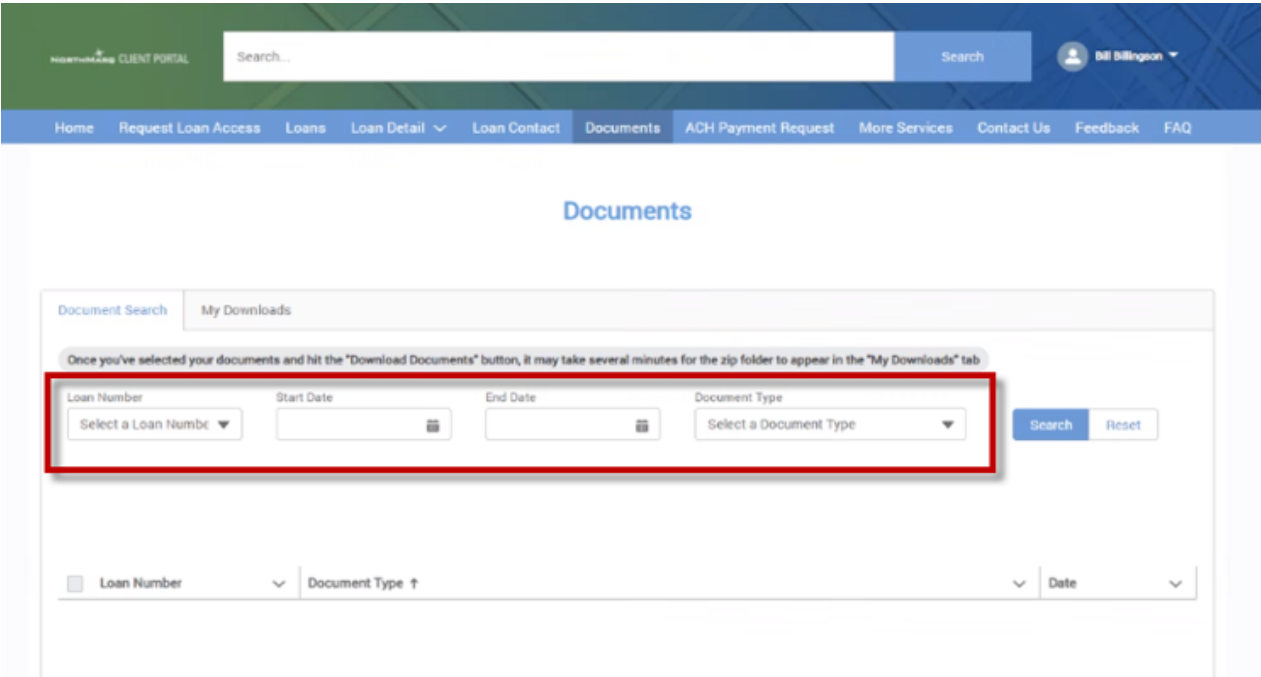 NORTHMARQ CLIENT PORTAL Search... Search Bill Billingson
Home Request Loan Access Loans Loan Detail Loan Contact Documents ACH Payment Request More Services Contact Us Feedback FAQ
Documents
Document Search My Downloads
Once you've selected your documents and hit the "Download Documents" button, it may take several minutes for the zip folder to appear in the "My Downloads" tab
Loan Number Start Date End Date Document Type
Select a Loan Numbe Select a Document Type Search Reset
Loan Number Document Type ↑ Date